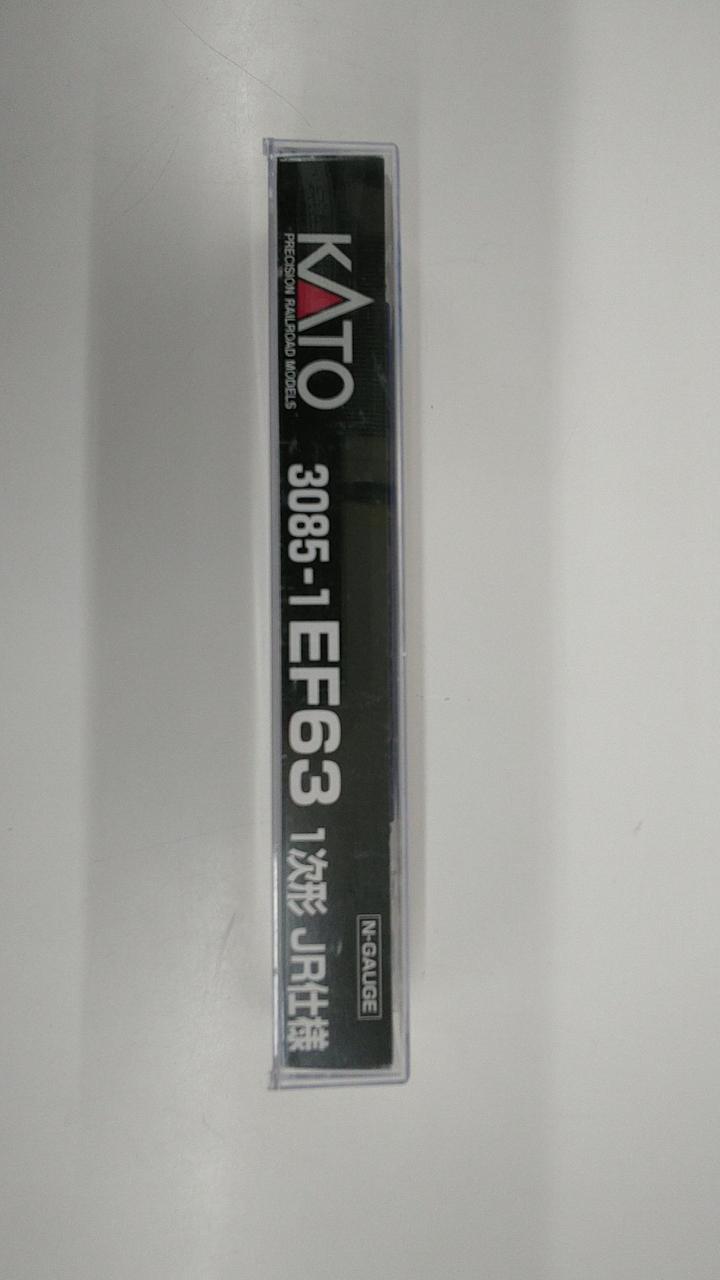 KATO
PRECISION RAILROAD MODELS
3085-1 EF63 1次形 JR仕様
N-GAUGE